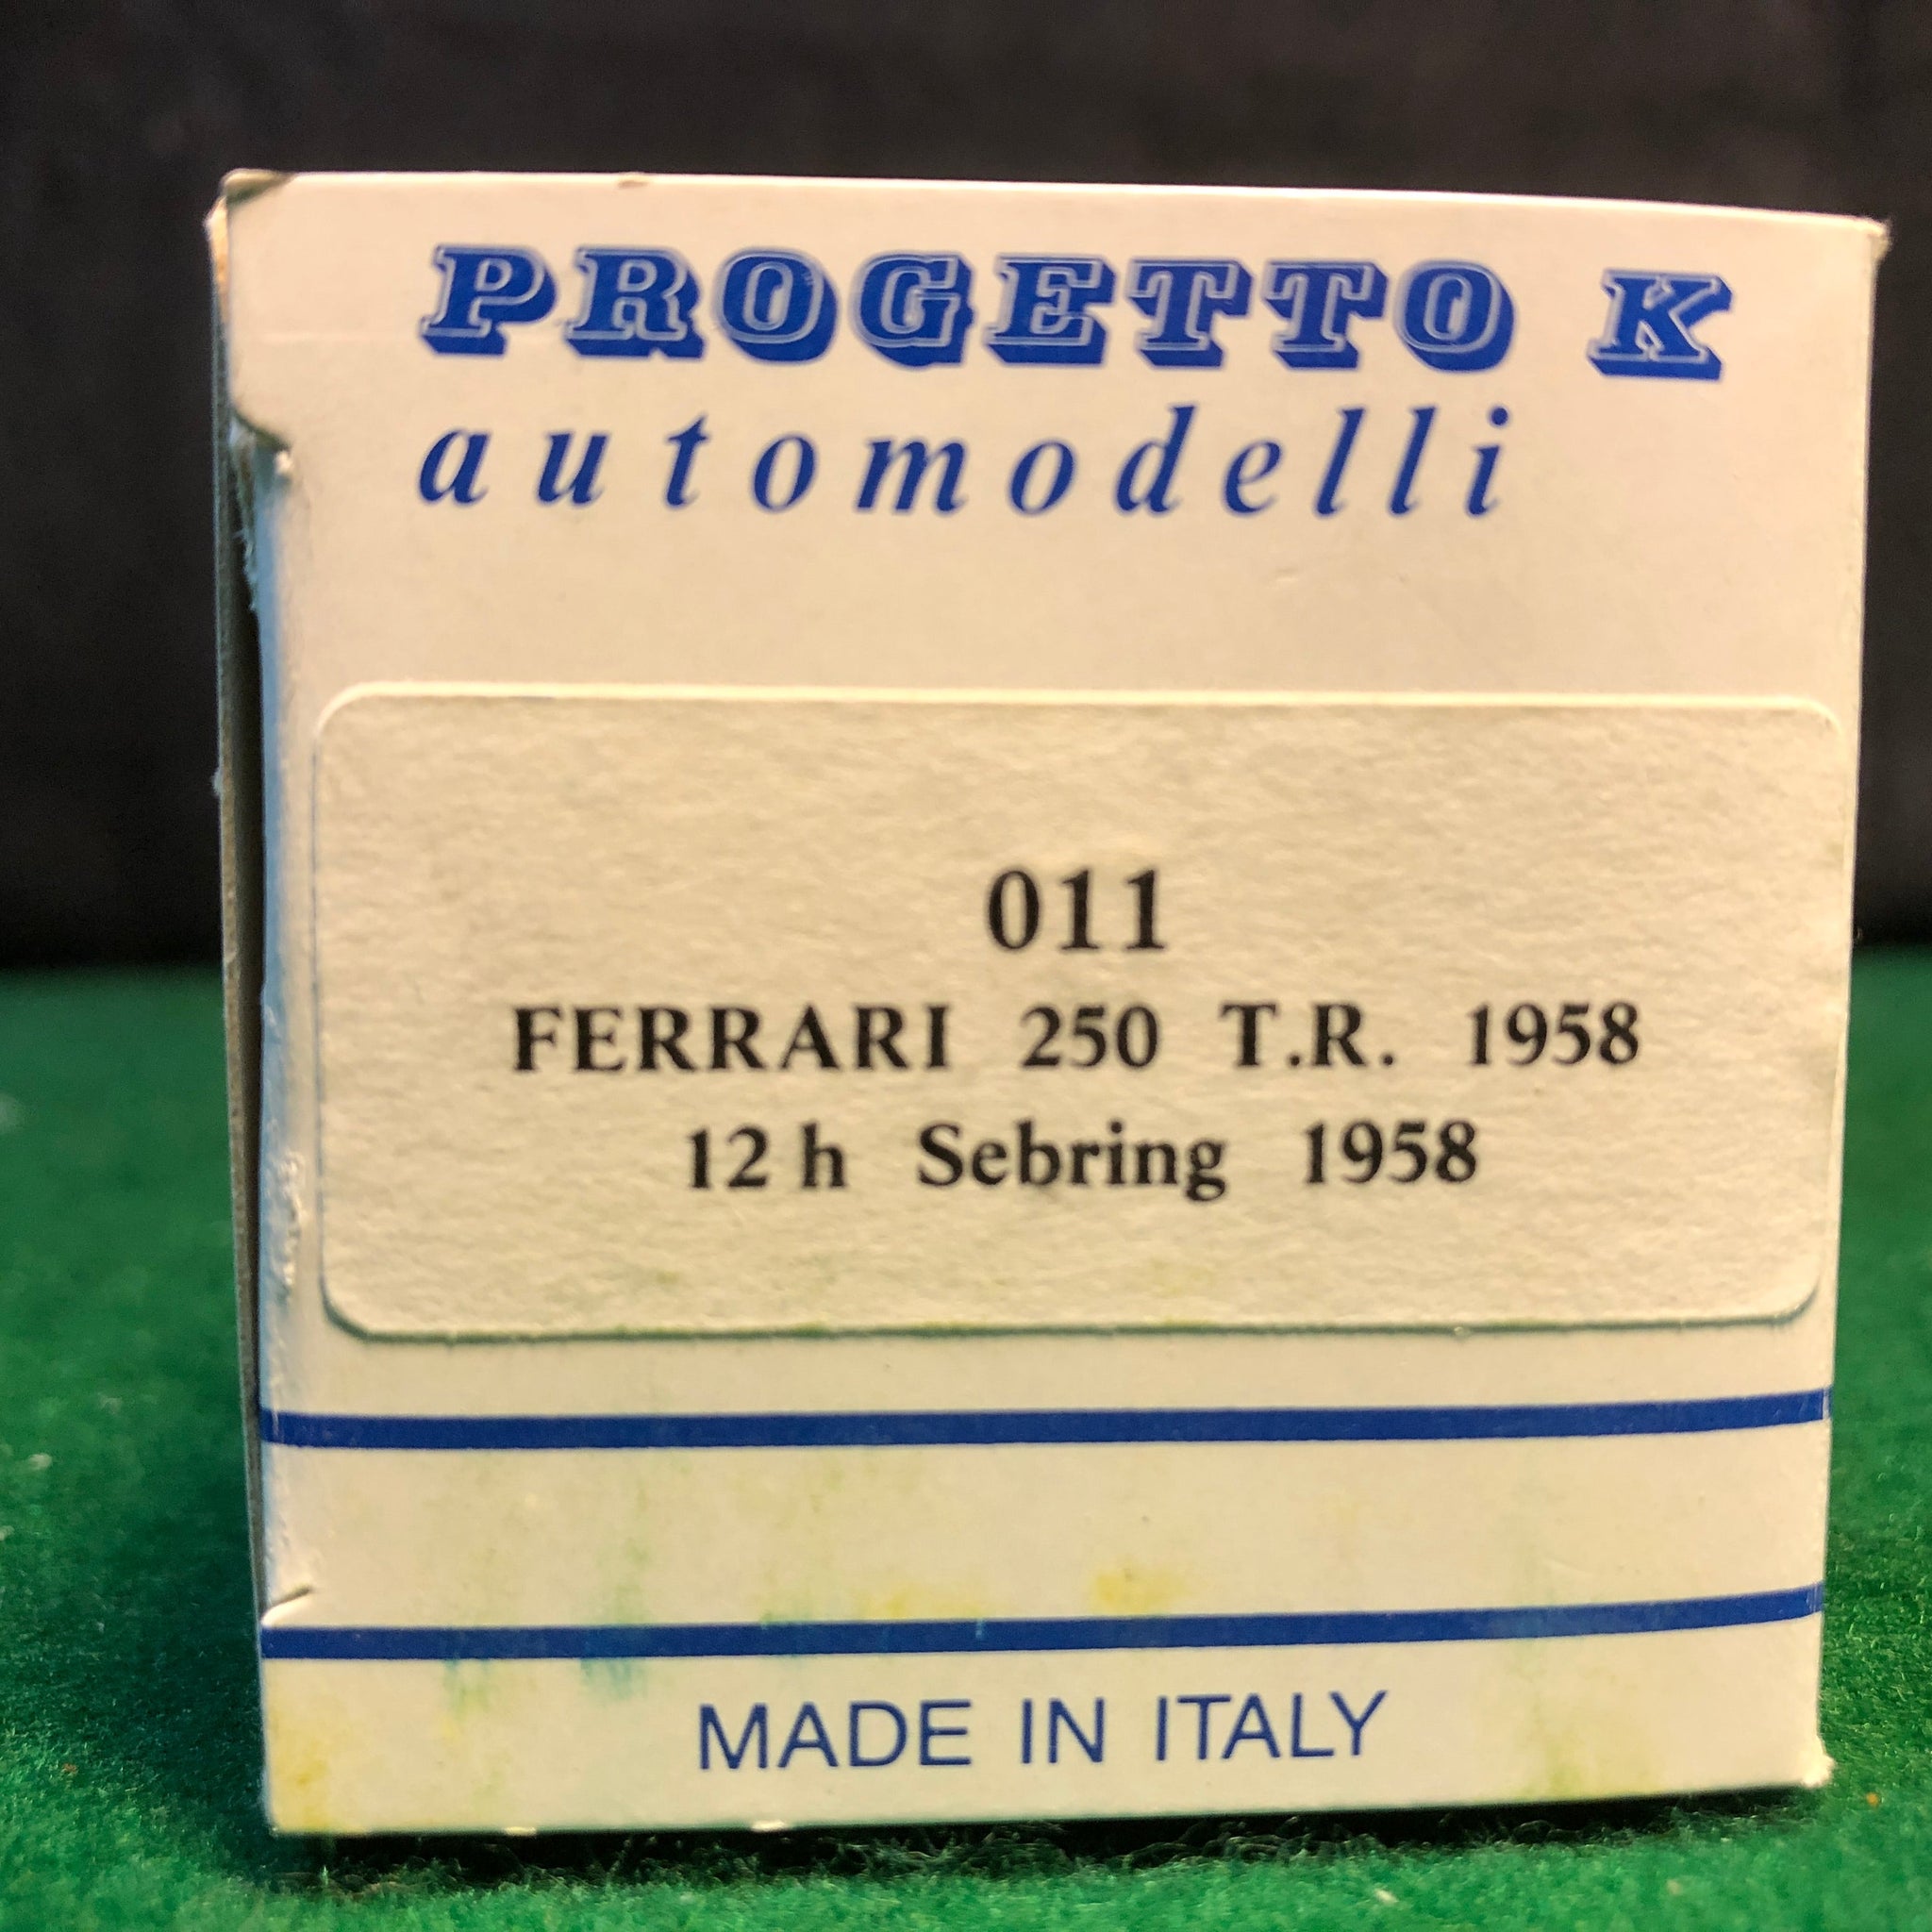 PROGETTO K
automodelli
011
FERRARI 250 T.R. 1958
12 h Sebring 1958
MADE IN ITALY